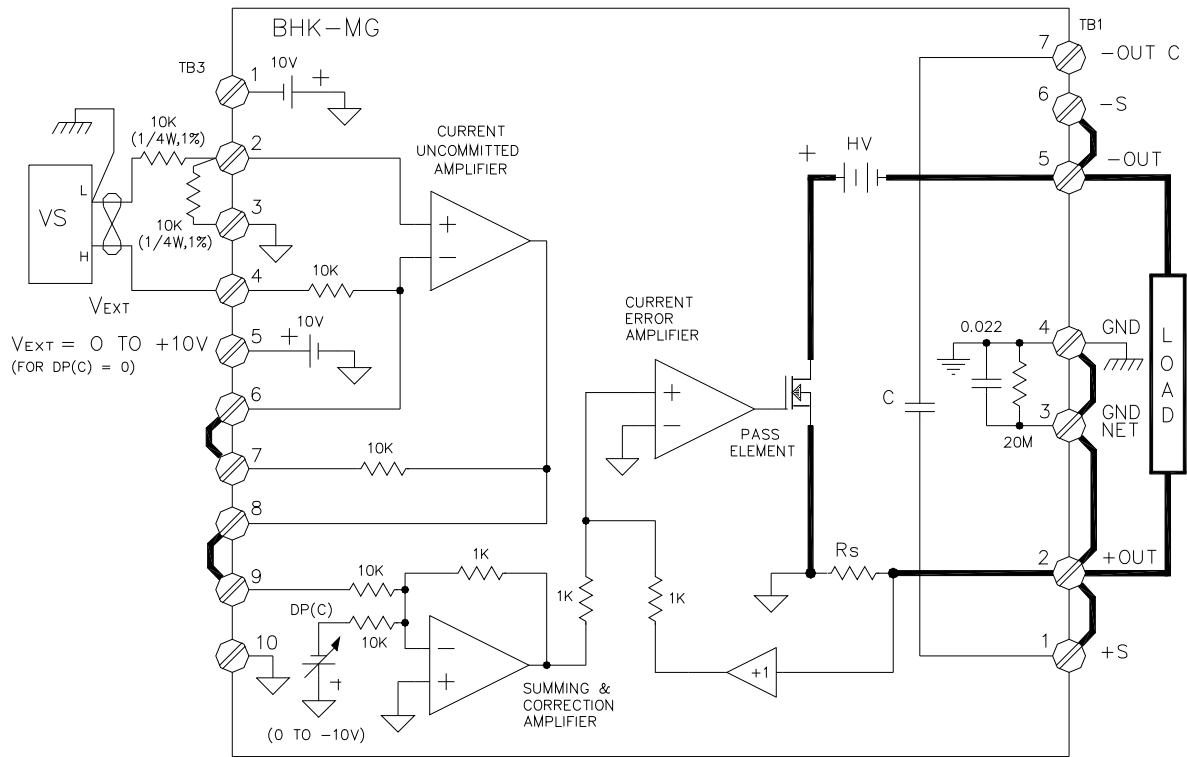 BHK-MG
TB3
TB1
1
10V
+
7
-OUT C
6
-S
10K
(1/4W,1%)
2
CURRENT
UNCOMMITTED
AMPLIFIER
+
HV
5
-OUT
L
VS
H
10K
(1/4W,1%)
3
+
-
4
10K
VEXT
VEXT = 0 TO +10V
(FOR DP(C) = 0)
5
+
10V
CURRENT
ERROR
AMPLIFIER
0.022
4
GND
LOAD
6
+
-
C
PASS
ELEMENT
3
GND
NET
20M
7
10K
8
9
10K
1K
Rs
2
+OUT
DP(C)
10K
1K
1K
10
-
+
+
+1
1
+S
SUMMING &
CORRECTION
AMPLIFIER
(0 TO -10V)